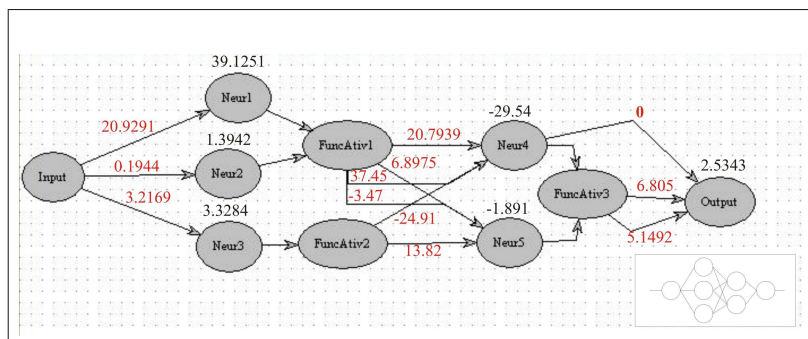 39.1251
Neur1
20.9291
1.3942
Neur2
0.1944
Input
3.2169
3.3284
Neur3
FuncAtiv1
20.7939
6.8975
37.45
-3.47
-24.91
FuncAtiv2
13.82
-29.54
Neur4
-1.891
Neur5
0
FuncAtiv3
6.805
5.1492
2.5343
Output